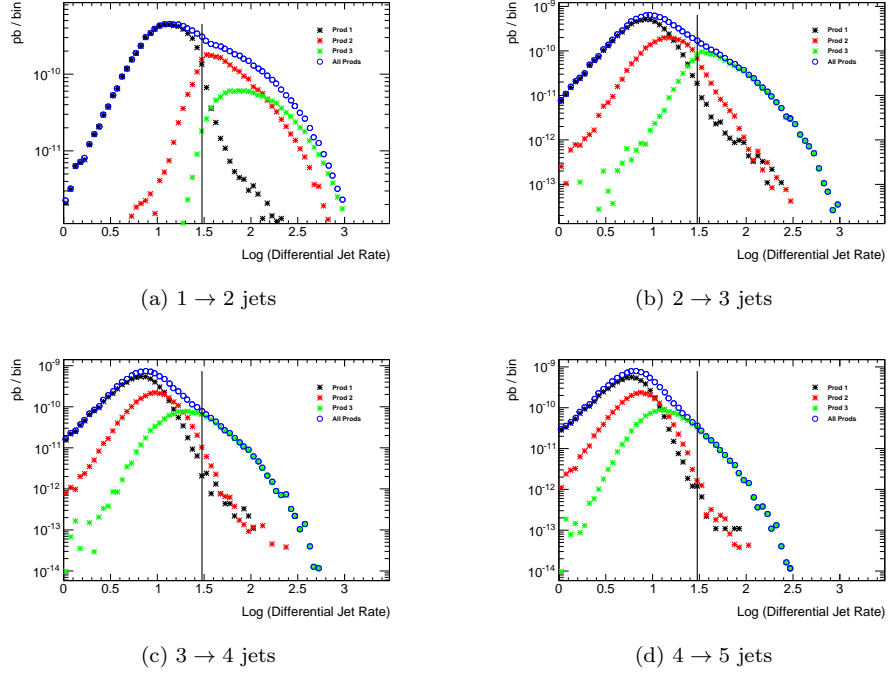 pb / bin
Prod 1
Prod 2
Prod 3
All Prods
10⁻¹⁰
10⁻¹¹
0 0.5 1 1.5 2 2.5 3
Log (Differential Jet Rate)
(a) 1 → 2 jets
pb / bin
Prod 1
Prod 2
Prod 3
All Prods
10⁻⁹
10⁻¹⁰
10⁻¹¹
10⁻¹²
10⁻¹³
0 0.5 1 1.5 2 2.5 3
Log (Differential Jet Rate)
(b) 2 → 3 jets
pb / bin
Prod 1
Prod 2
Prod 3
All Prods
10⁻⁹
10⁻¹⁰
10⁻¹¹
10⁻¹²
10⁻¹³
10⁻¹⁴
0 0.5 1 1.5 2 2.5 3
Log (Differential Jet Rate)
(c) 3 → 4 jets
pb / bin
Prod 1
Prod 2
Prod 3
All Prods
10⁻⁹
10⁻¹⁰
10⁻¹¹
10⁻¹²
10⁻¹³
10⁻¹⁴
0 0.5 1 1.5 2 2.5 3
Log (Differential Jet Rate)
(d) 4 → 5 jets